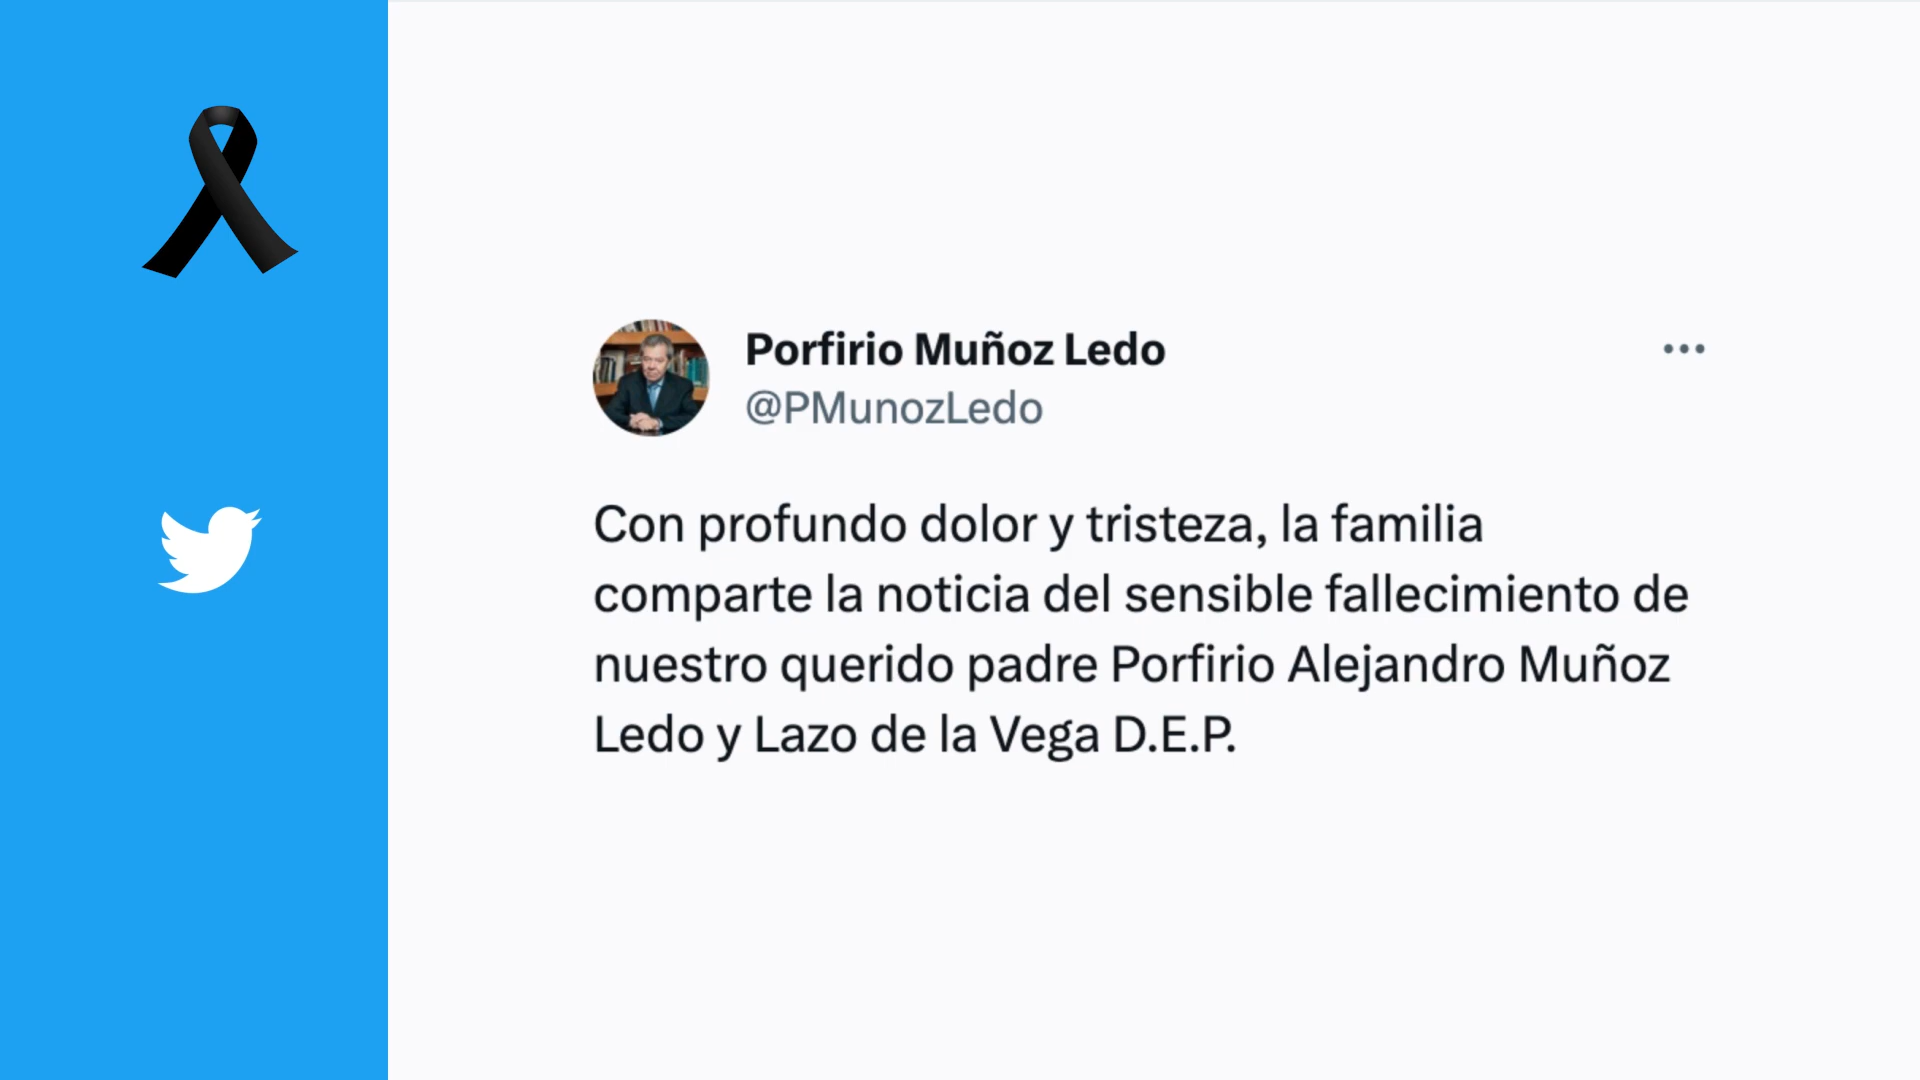 Porfirio Muñoz Ledo
@PMunozLedo
Con profundo dolor y tristeza, la familia
comparte la noticia del sensible fallecimiento de
nuestro querido padre Porfirio Alejandro Muñoz
Ledo y Lazo de la Vega D.E.P.